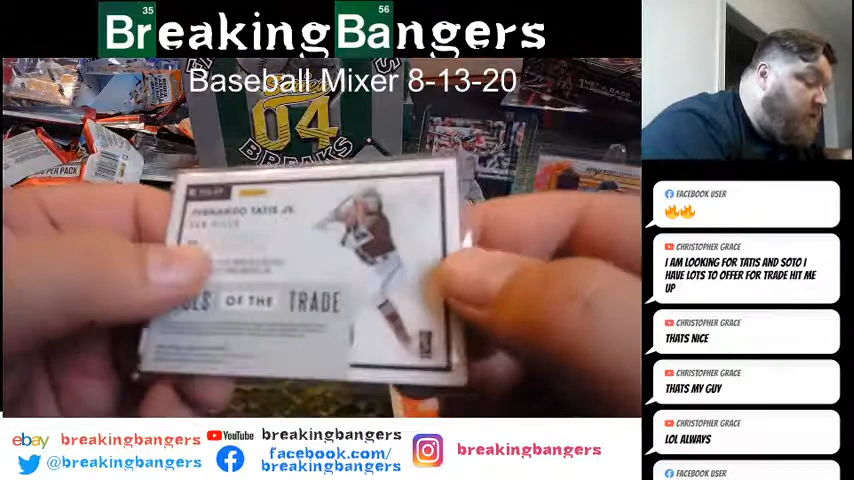 35
56
BreakingBangers
Baseball Mixer 8-13-20
04
BREAKS
PER PACK
FERNANDO TATIS JR.
OF THE TRADE
FACEBOOK USER
🔥🔥
CHRISTOPHER GRACE
I AM LOOKING FOR TATIS AND SOTO I
HAVE LOTS TO OFFER FOR TRADE HIT ME
UP
CHRISTOPHER GRACE
THATS NICE
CHRISTOPHER GRACE
THATS MY GUY
CHRISTOPHER GRACE
LOL ALWAYS
FACEBOOK USER
ebay breakingbangers
YouTube breakingbangers
@breakingbangers
facebook.com/
breakingbangers
breakingbangers